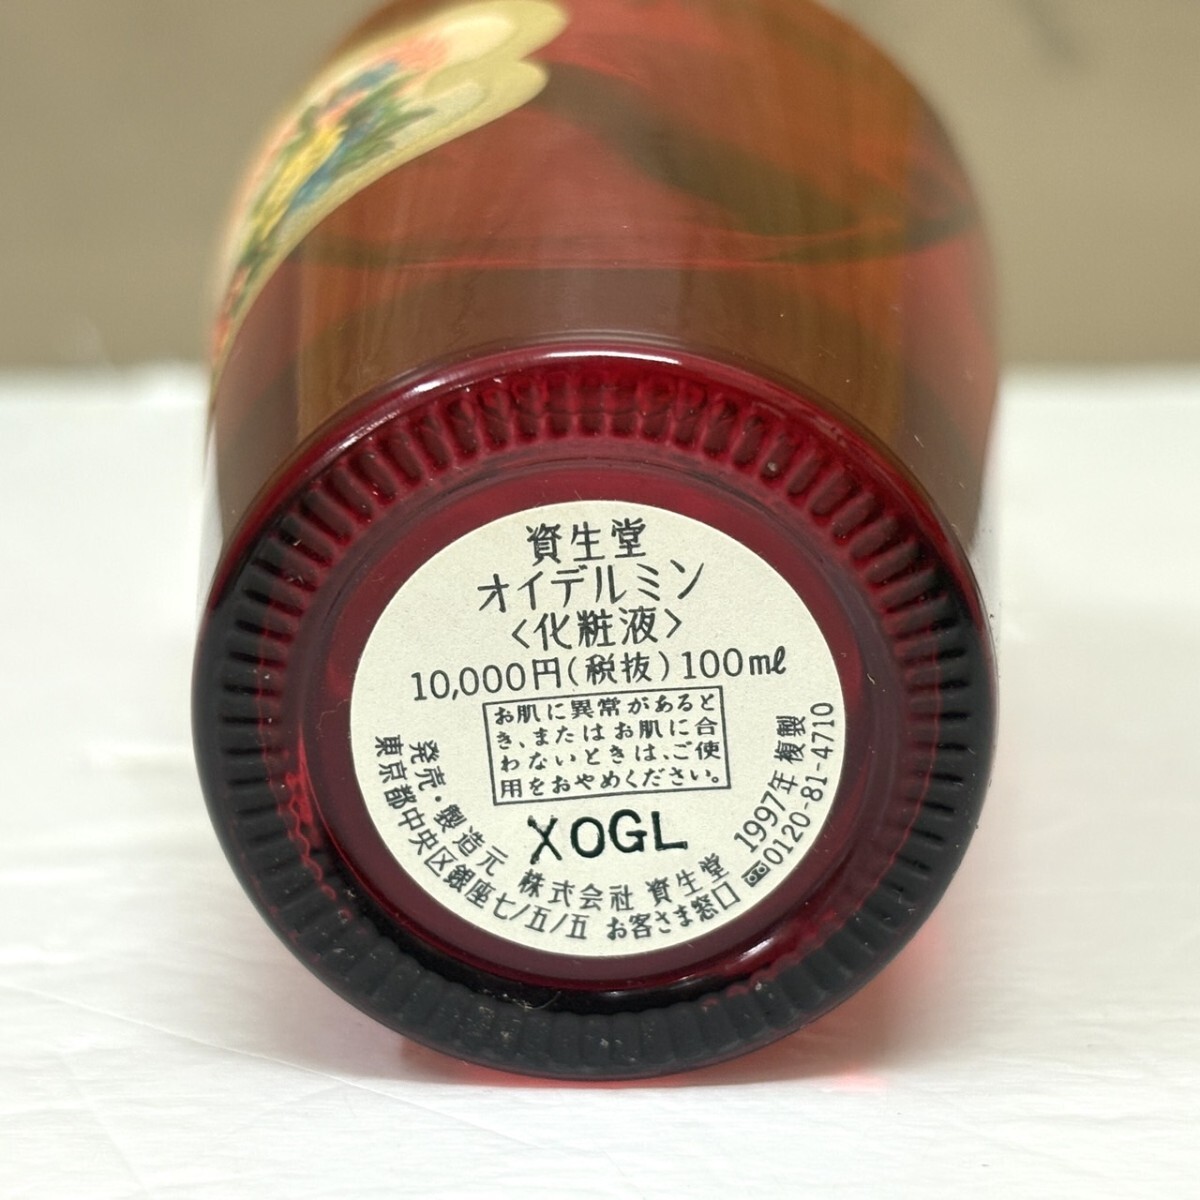 資生堂
オイデルミン
〈化粧液〉
10,000円(税抜)100mℓ
お肌に異常があると
き、またはお肌に合
わないときは、ご使
用をおやめください。
XOGL
1997年複製
発売・製造元 株式会社 資生堂
東京都中央区銀座七/五/五 お客さま窓口 0120-81-4710